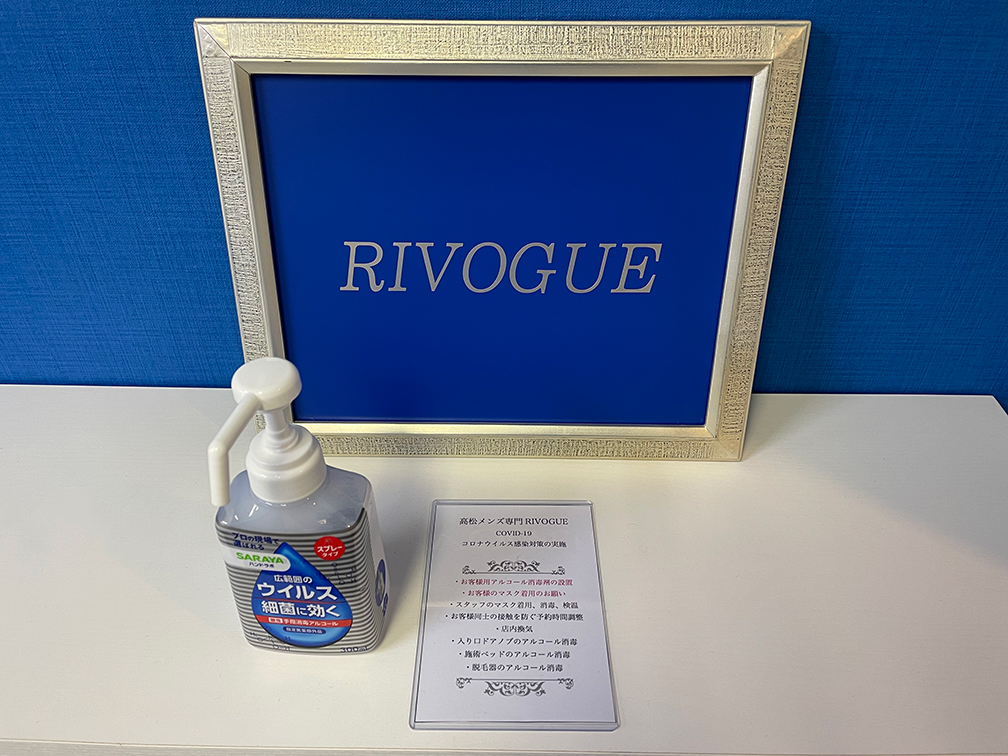 RIVOGUE
プロの現場で
選ばれる
SARAYA
ハンドラボ
スプレー
タイプ
広範囲の
ウイルス
細菌に効く
手指消毒アルコール
指定医薬部外品
高松メンズ専門 RIVOGUE
COVID-19
コロナウイルス感染対策の実施
・お客様用アルコール消毒剤の設置
・お客様のマスク着用のお願い
・スタッフのマスク着用、消毒、検温
・お客様同士の接触を防ぐ予約時間調整
・店内換気
・入り口ドアノブのアルコール消毒
・施術ベッドのアルコール消毒
・脱毛器のアルコール消毒